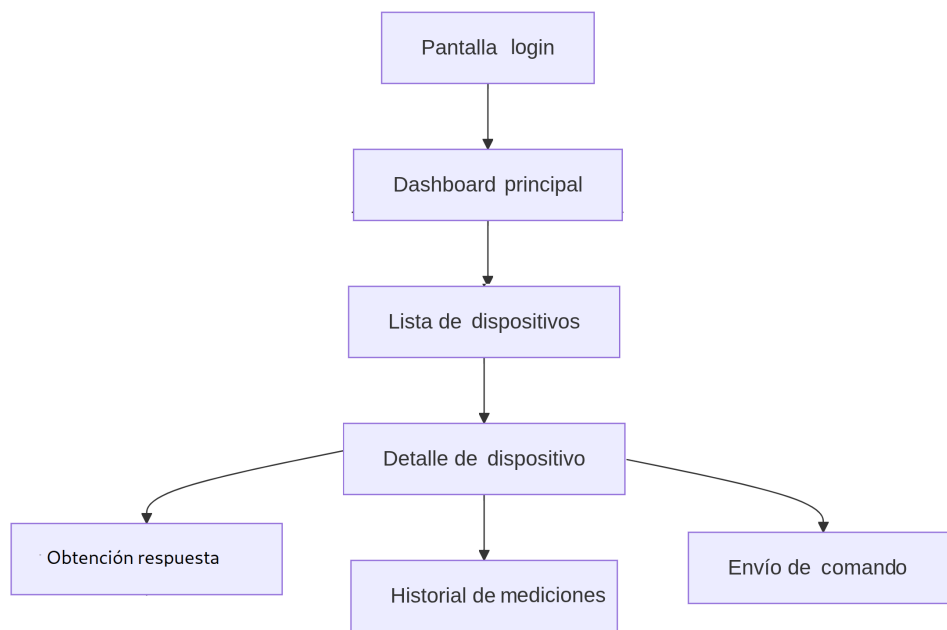 Pantalla login
Dashboard principal
Lista de dispositivos
Detalle de dispositivo
Obtención respuesta
Historial de mediciones
Envío de comando